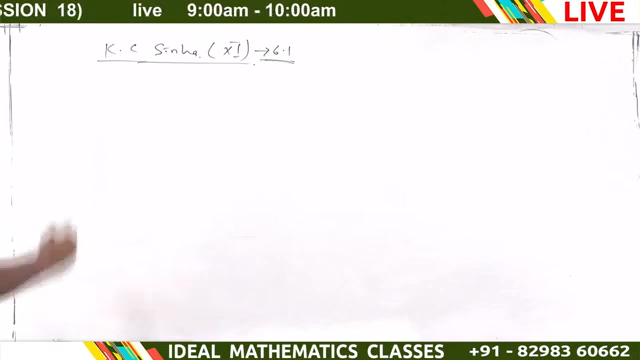 SSION 18) live 9:00am - 10:00am LIVE
K. C Sinha (XI) → 6.1
IDEAL MATHEMATICS CLASSES +91 - 82983 60662